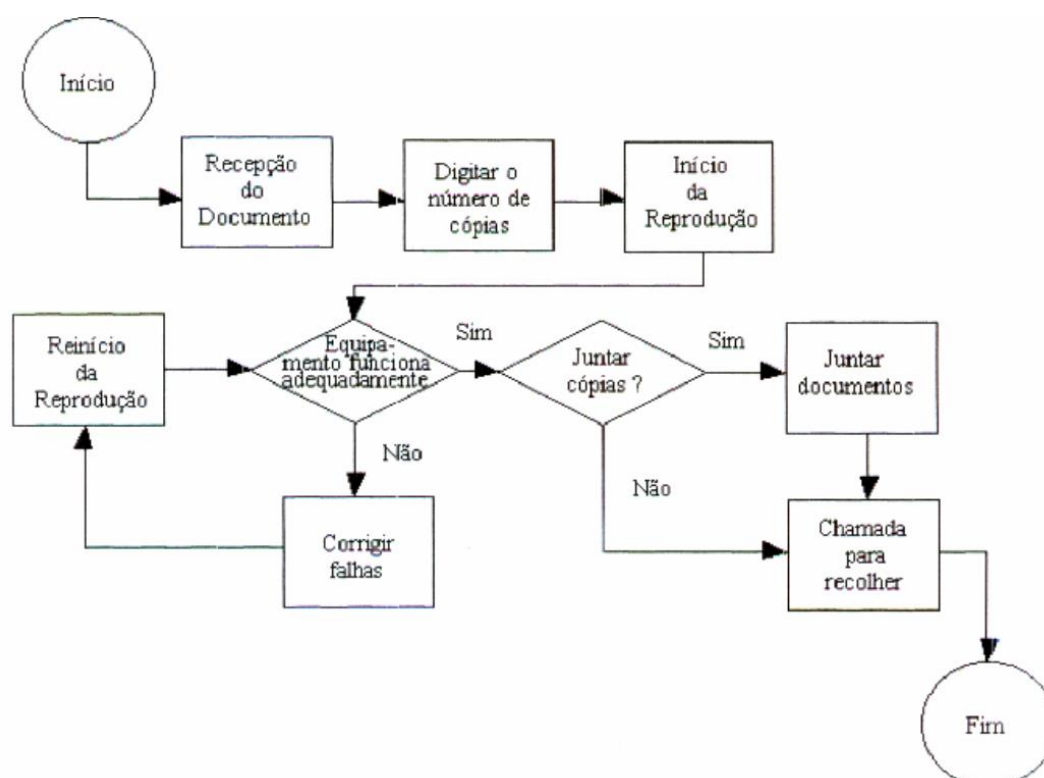 Início
Recepção
do
Documento
Digitar o
número de
cópias
Início
da
Reprodução
Reinício
da
Reprodução
Equipa-
mento funciona
adequadamente
Sim
Juntar
cópias ?
Sim
Juntar
documentos
Não
Não
Corrigir
falhas
Chamada
para
recolher
Fim